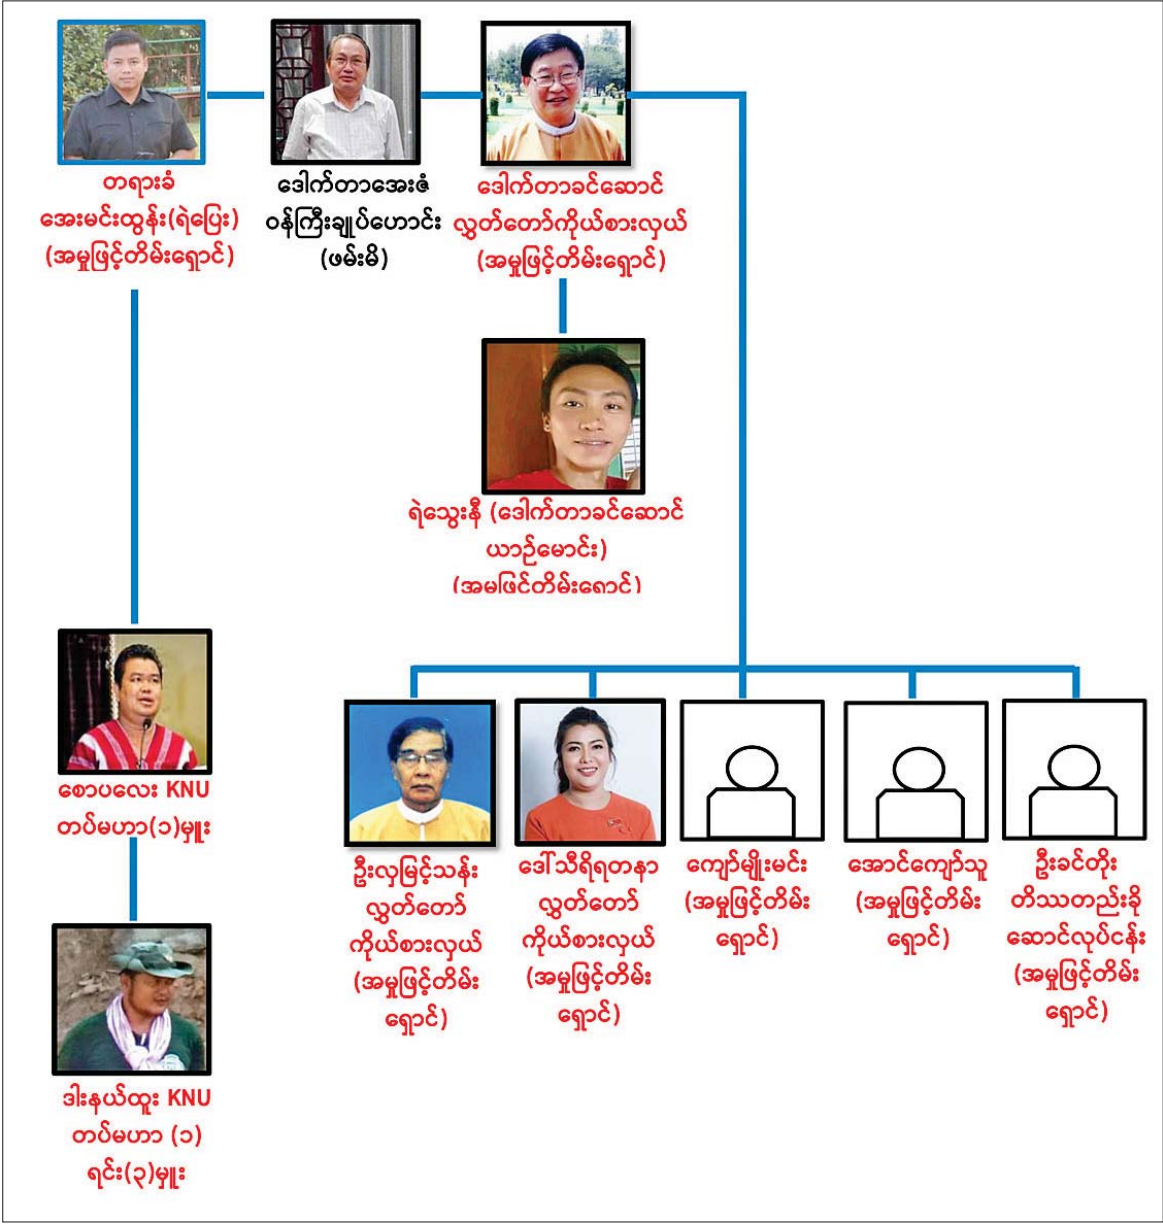 တရားခံ
အေးမင်းထွန်း(ရဲပြေး)
(အမှုဖြင့်တိမ်းရှောင်)
ဒေါက်တာအေးဇံ
ဝန်ကြီးချုပ်ဟောင်း
(ဖမ်းမိ)
ဒေါက်တာခင်ဆောင်
လွှတ်တော်ကိုယ်စားလှယ်
(အမှုဖြင့်တိမ်းရှောင်)
ရဲသွေးနီ (ဒေါက်တာခင်ဆောင်
ယာဉ်မောင်း)
(အမှုဖြင့်တိမ်းရှောင်)
စောပလေး KNU
တပ်မဟာ(၁)မှူး
ဒါးနယ်ထူး KNU
တပ်မဟာ (၁)
ရင်း(၃)မှူး
ဦးလှမြင့်သန်း
လွှတ်တော်
ကိုယ်စားလှယ်
(အမှုဖြင့်တိမ်း
ရှောင်)
ဒေါ်သီရိရတနာ
လွှတ်တော်
ကိုယ်စားလှယ်
(အမှုဖြင့်တိမ်း
ရှောင်)
ကျော်မျိုးမင်း
(အမှုဖြင့်တိမ်း
ရှောင်)
အောင်ကျော်သူ
(အမှုဖြင့်တိမ်း
ရှောင်)
ဦးခင်တိုး
တိဿတည်းခို
ဆောင်လုပ်ငန်း
(အမှုဖြင့်တိမ်း
ရှောင်)